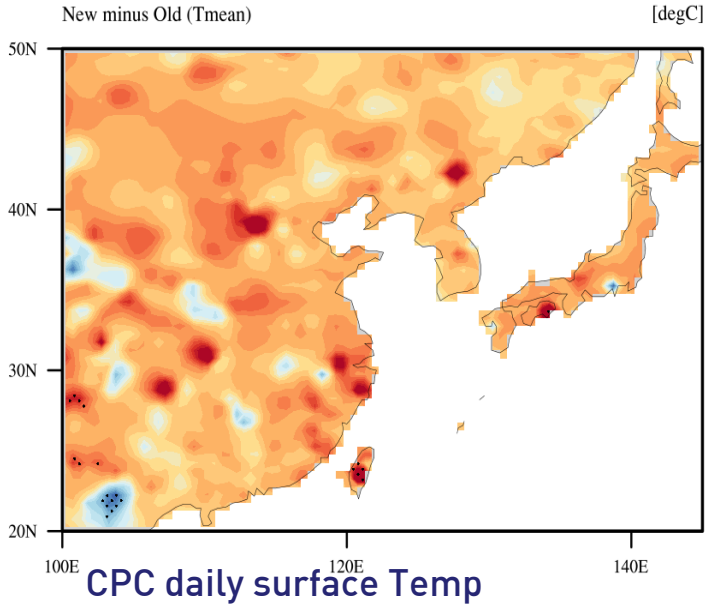 New minus Old (Tmean) [degC]
50N
40N
30N
20N
100E 120E 140E
CPC daily surface Temp